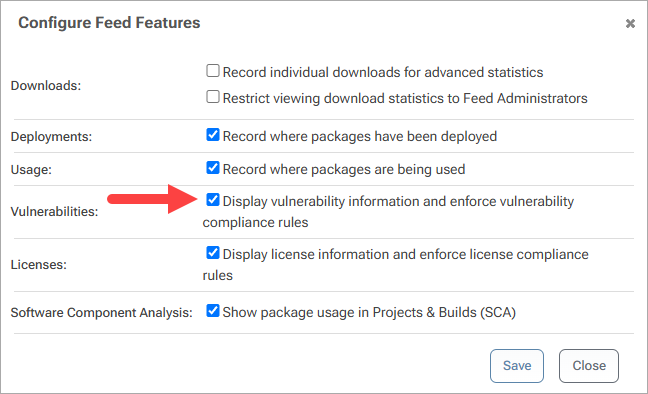 Configure Feed Features
Downloads:
Record individual downloads for advanced statistics
Restrict viewing download statistics to Feed Administrators
Deployments:
Record where packages have been deployed
Usage:
Record where packages are being used
Vulnerabilities:
Display vulnerability information and enforce vulnerability
compliance rules
Licenses:
Display license information and enforce license compliance
rules
Software Component Analysis:
Show package usage in Projects & Builds (SCA)
Save
Close